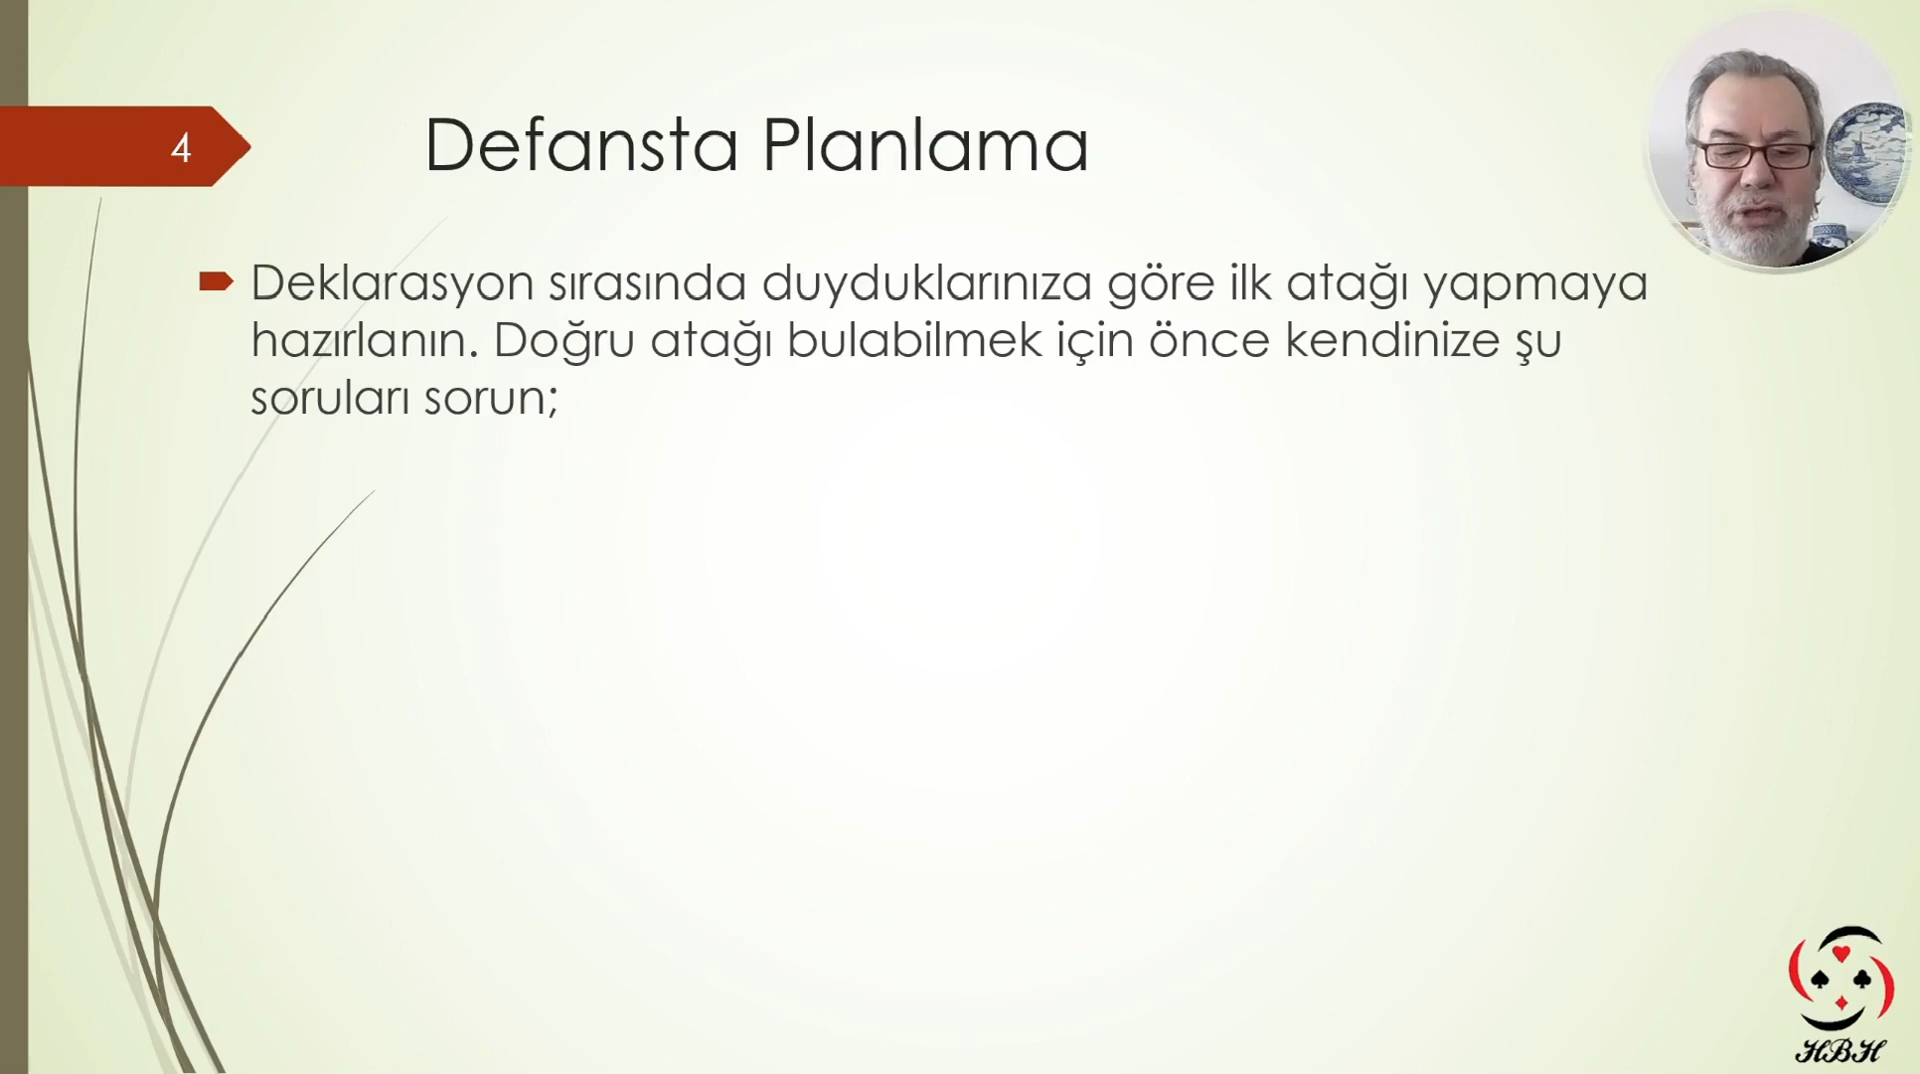 4
Defansta Planlama
Deklarasyon sırasında duyduklarınıza göre ilk atağı yapmaya
hazırlanın. Doğru atağı bulabilmek için önce kendinize şu
soruları sorun;
HBH